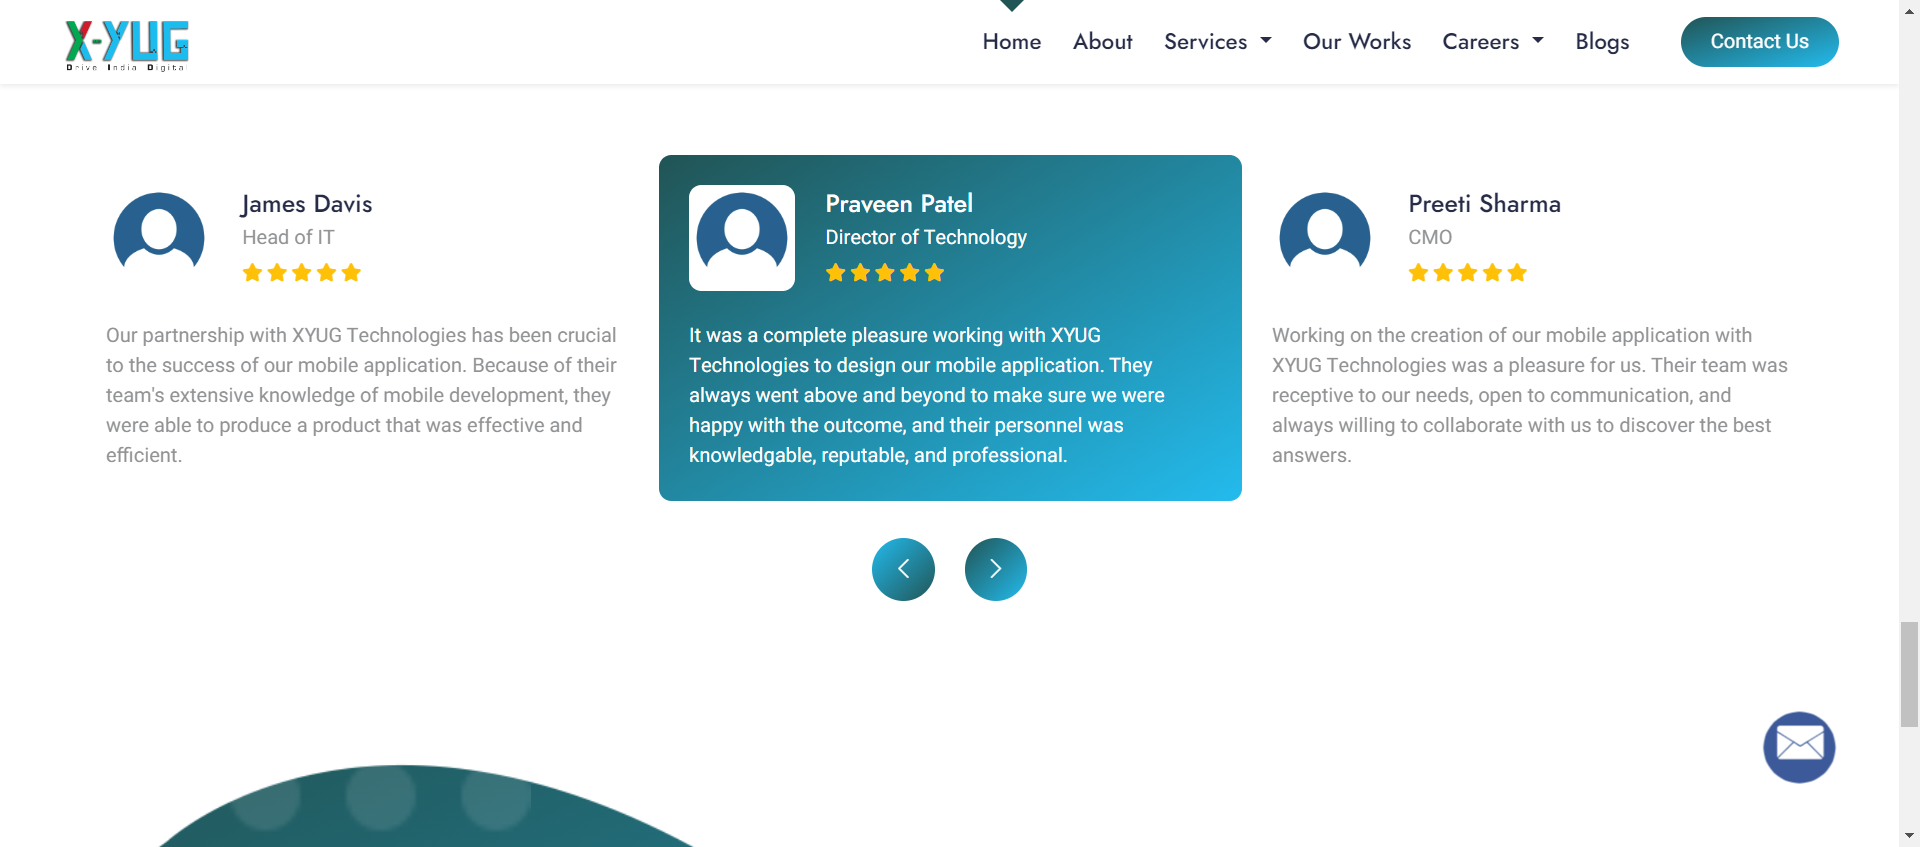 X-YUG
Drive India Digital
Home About Services Our Works Careers Blogs Contact Us
James Davis
Head of IT
Our partnership with XYUG Technologies has been crucial
to the success of our mobile application. Because of their
team's extensive knowledge of mobile development, they
were able to produce a product that was effective and
efficient.
Praveen Patel
Director of Technology
It was a complete pleasure working with XYUG
Technologies to design our mobile application. They
always went above and beyond to make sure we were
happy with the outcome, and their personnel was
knowledgable, reputable, and professional.
Preeti Sharma
CMO
Working on the creation of our mobile application with
XYUG Technologies was a pleasure for us. Their team was
receptive to our needs, open to communication, and
always willing to collaborate with us to discover the best
answers.